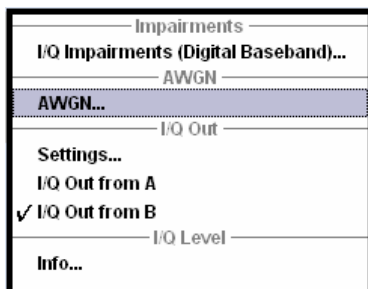 Impairments
I/Q Impairments (Digital Baseband)...
AWGN
AWGN...
I/Q Out
Settings...
I/Q Out from A
✓ I/Q Out from B
I/Q Level
Info...